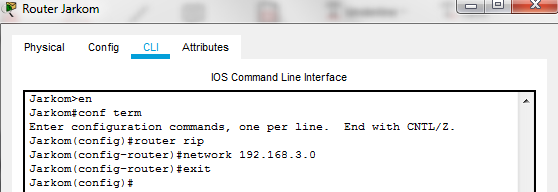 Router Jarkom
Physical Config CLI Attributes
IOS Command Line Interface
Jarkom>en
Jarkom#conf term
Enter configuration commands, one per line.  End with CNTL/Z.
Jarkom(config)#router rip
Jarkom(config-router)#network 192.168.3.0
Jarkom(config-router)#exit
Jarkom(config)#